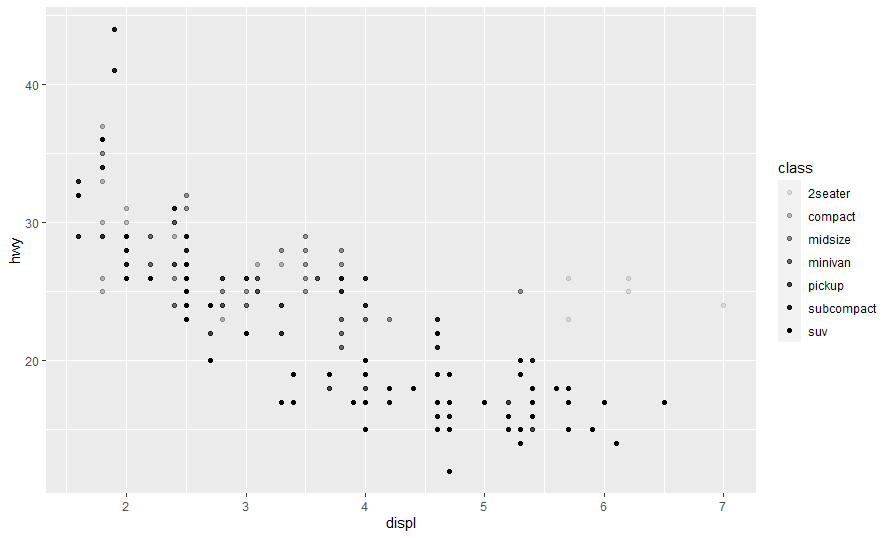 40
30
20
hwy
2
3
4
5
6
7
displ
class
2seater
compact
midsize
minivan
pickup
subcompact
suv